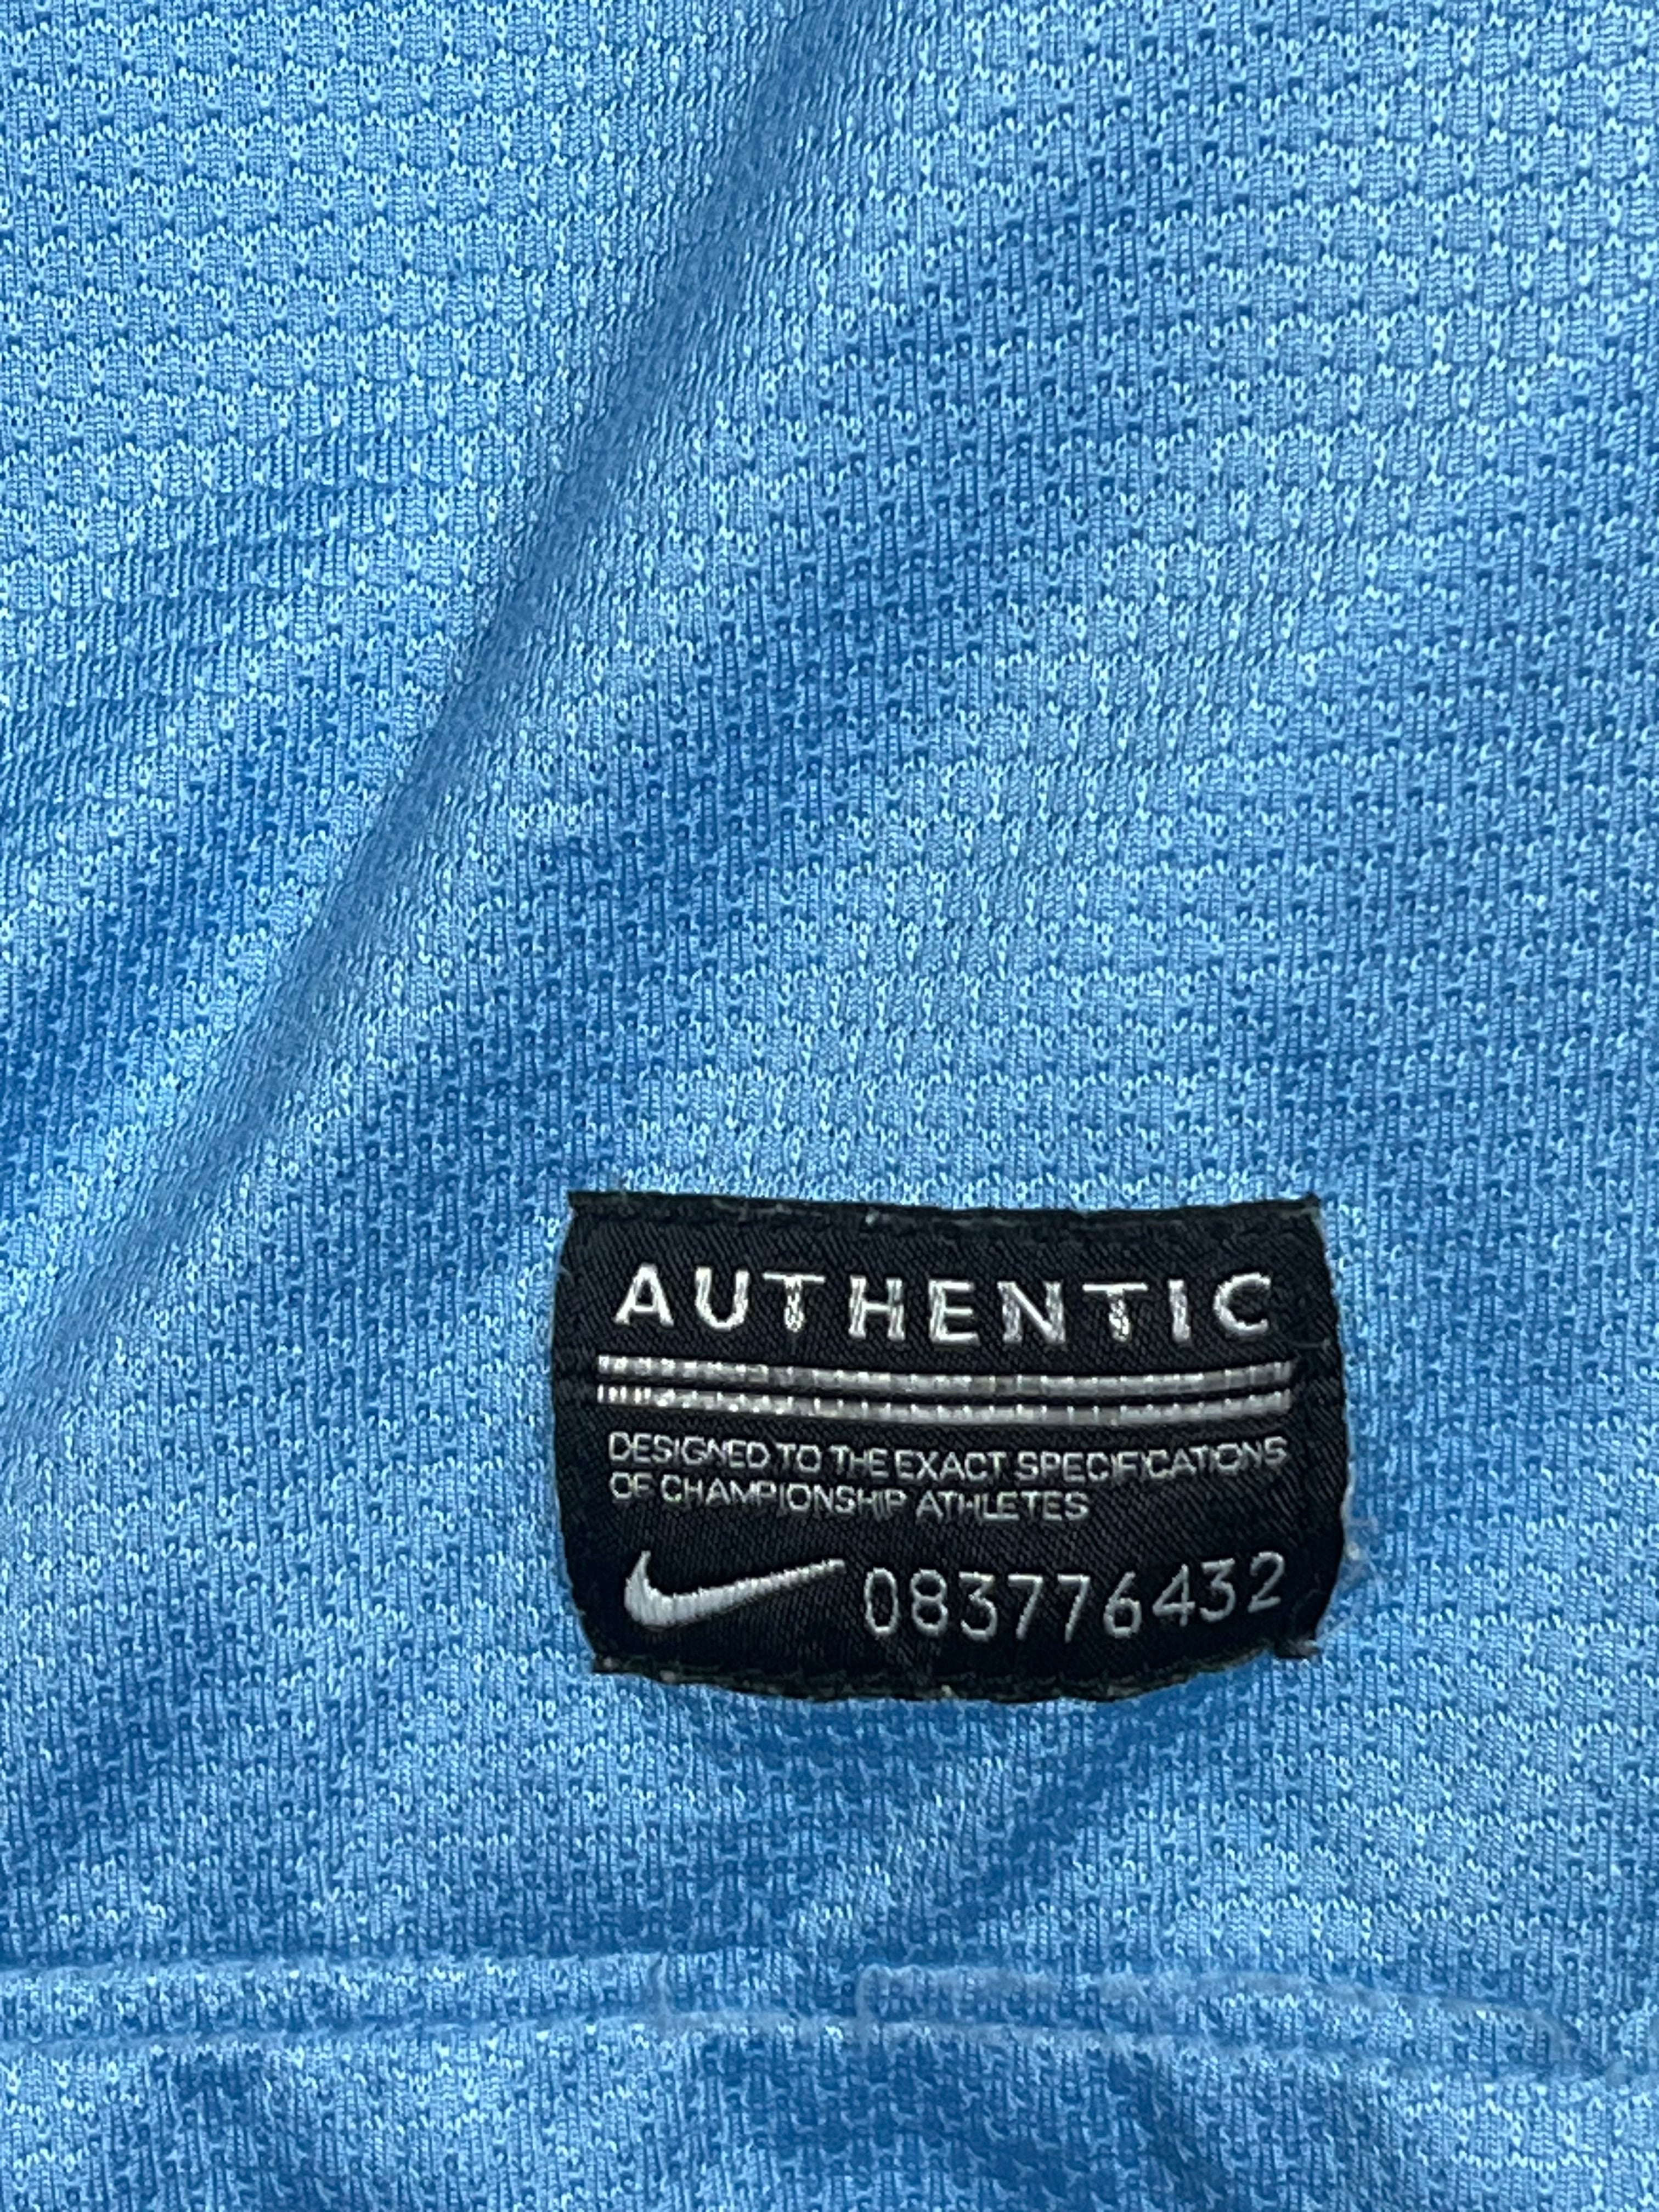 AUTHENTIC
DESIGNED TO THE EXACT SPECIFICATIONS
OF CHAMPIONSHIP ATHLETES
083776432